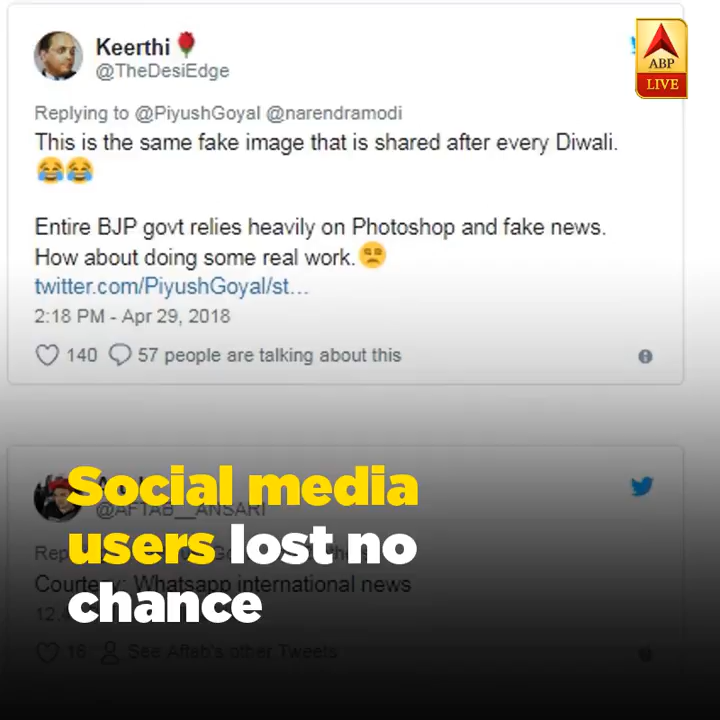 Keerthi
@TheDesiEdge
ABP
LIVE
Replying to @PiyushGoyal @narendramodi
This is the same fake image that is shared after every Diwali.
Entire BJP govt relies heavily on Photoshop and fake news.
How about doing some real work.
twitter.com/PiyushGoyal/st...
2:18 PM - Apr 29, 2018
140 57 people are talking about this
@AFTAB__ANSARI
Social media
users lost no
chance
Courtesy: Whatsapp international news
16 See Aftab's other Tweets